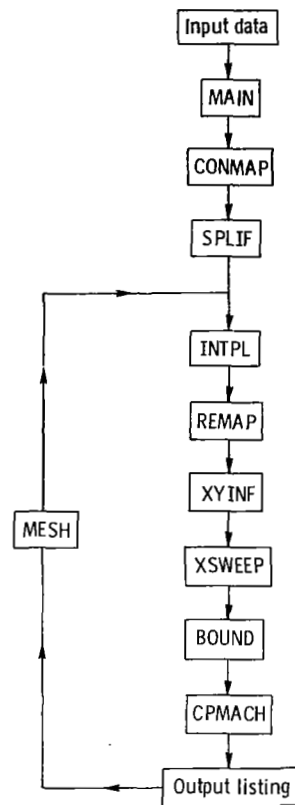 Input data
MAIN
CONMAP
SPLIF
INTPL
REMAP
XYINF
MESH
XSWEEP
BOUND
CPMACH
Output listing